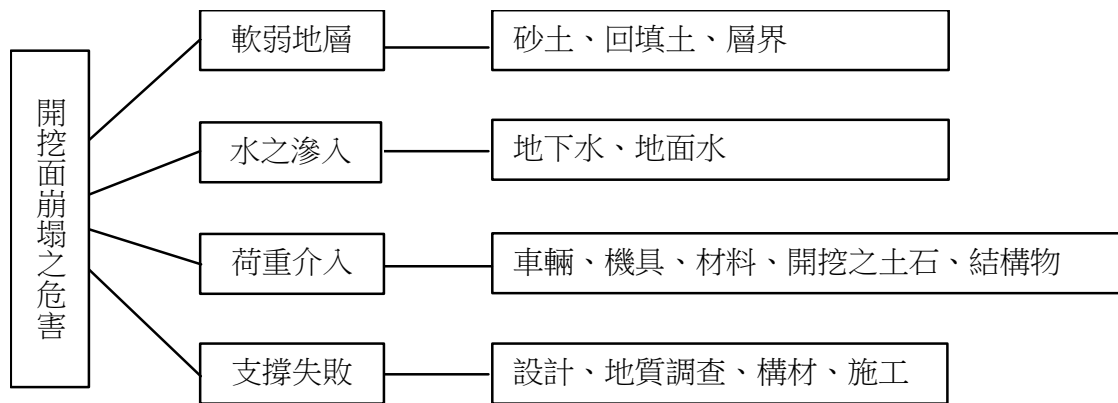 開挖面崩塌之危害
軟弱地層
砂土、回填土、層界
水之滲入
地下水、地面水
荷重介入
車輛、機具、材料、開挖之土石、結構物
支撐失敗
設計、地質調查、構材、施工